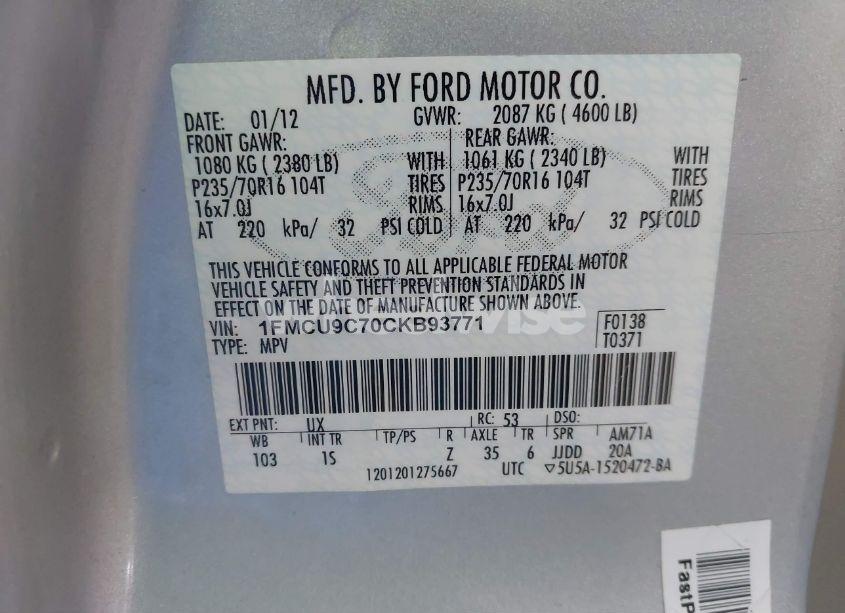 MFD. BY FORD MOTOR CO.
DATE: 01/12 GVWR: 2087 KG ( 4600 LB)
FRONT GAWR: REAR GAWR:
1080 KG ( 2380 LB) WITH 1061 KG ( 2340 LB) WITH
P235/70R16 104T TIRES P235/70R16 104T TIRES
16x7.0J RIMS 16x7.0J RIMS
AT 220 kPa/ 32 PSI COLD AT 220 kPa/ 32 PSI COLD
THIS VEHICLE CONFORMS TO ALL APPLICABLE FEDERAL MOTOR
VEHICLE SAFETY AND THEFT PREVENTION STANDARDS IN
EFFECT ON THE DATE OF MANUFACTURE SHOWN ABOVE.
VIN: 1FMCU9C70CKB93771 F0138
TYPE: MPV T0371
EXT PNT: UX RC: 53 DSO:
WB INT TR TP/PS R AXLE TR SPR AM71A
103 1S Z 35 6 JJDD 20A
1201201275667 UTC ▽5U5A-1520472-BA